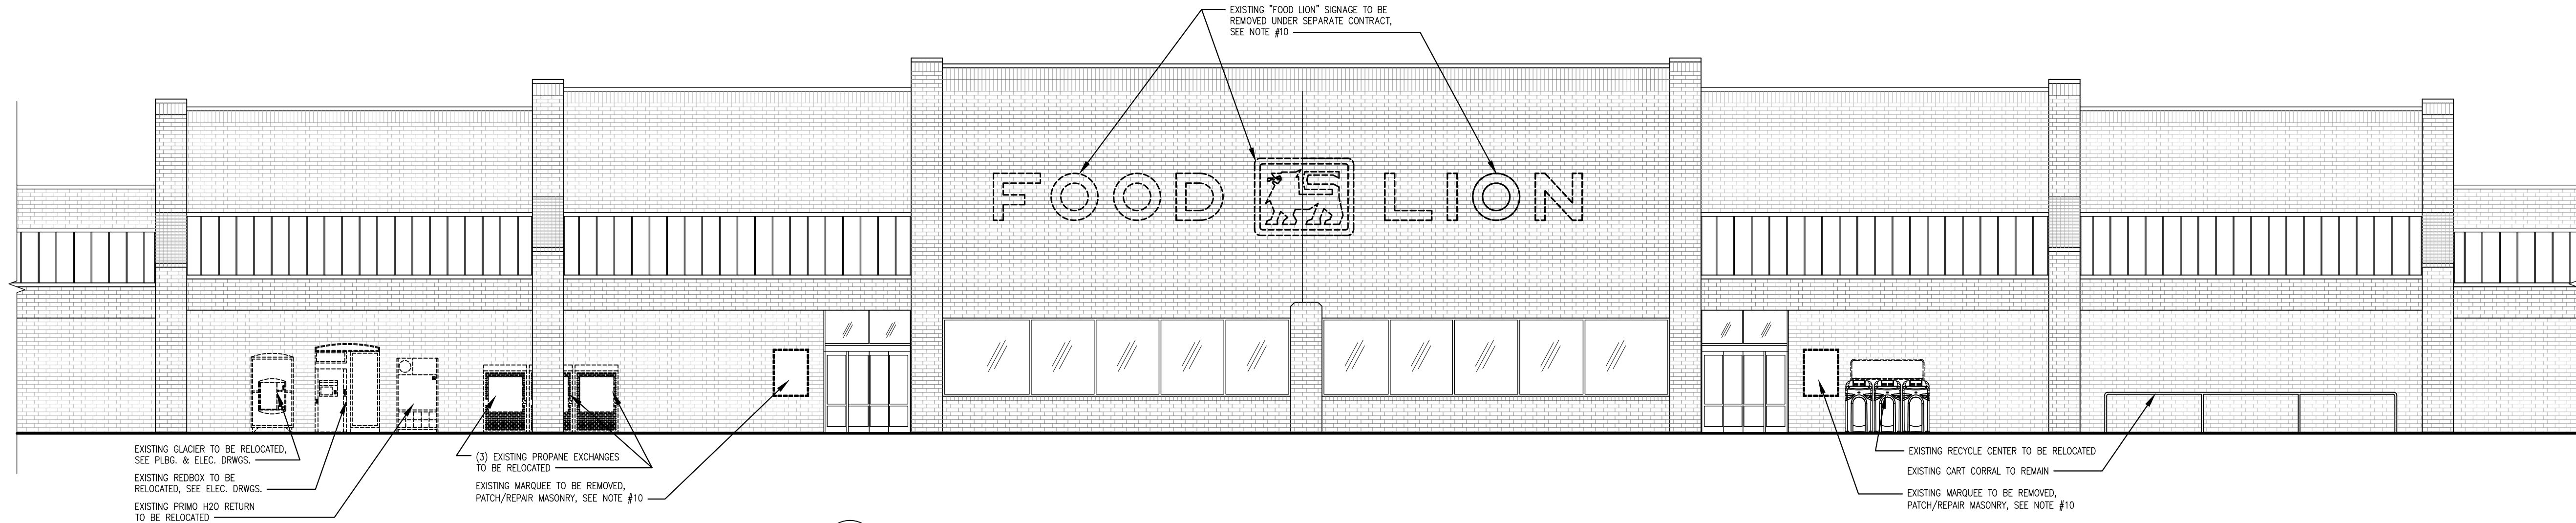 EXISTING "FOOD LION" SIGNAGE TO BE
REMOVED UNDER SEPARATE CONTRACT,
SEE NOTE #10
FOOD LION
EXISTING GLACIER TO BE RELOCATED,
SEE PLBG. & ELEC. DRWGS.
EXISTING REDBOX TO BE
RELOCATED, SEE ELEC. DRWGS.
EXISTING PRIMO H2O RETURN
TO BE RELOCATED
(3) EXISTING PROPANE EXCHANGES
TO BE RELOCATED
EXISTING MARQUEE TO BE REMOVED,
PATCH/REPAIR MASONRY, SEE NOTE #10
EXISTING RECYCLE CENTER TO BE RELOCATED
EXISTING CART CORRAL TO REMAIN
EXISTING MARQUEE TO BE REMOVED,
PATCH/REPAIR MASONRY, SEE NOTE #10